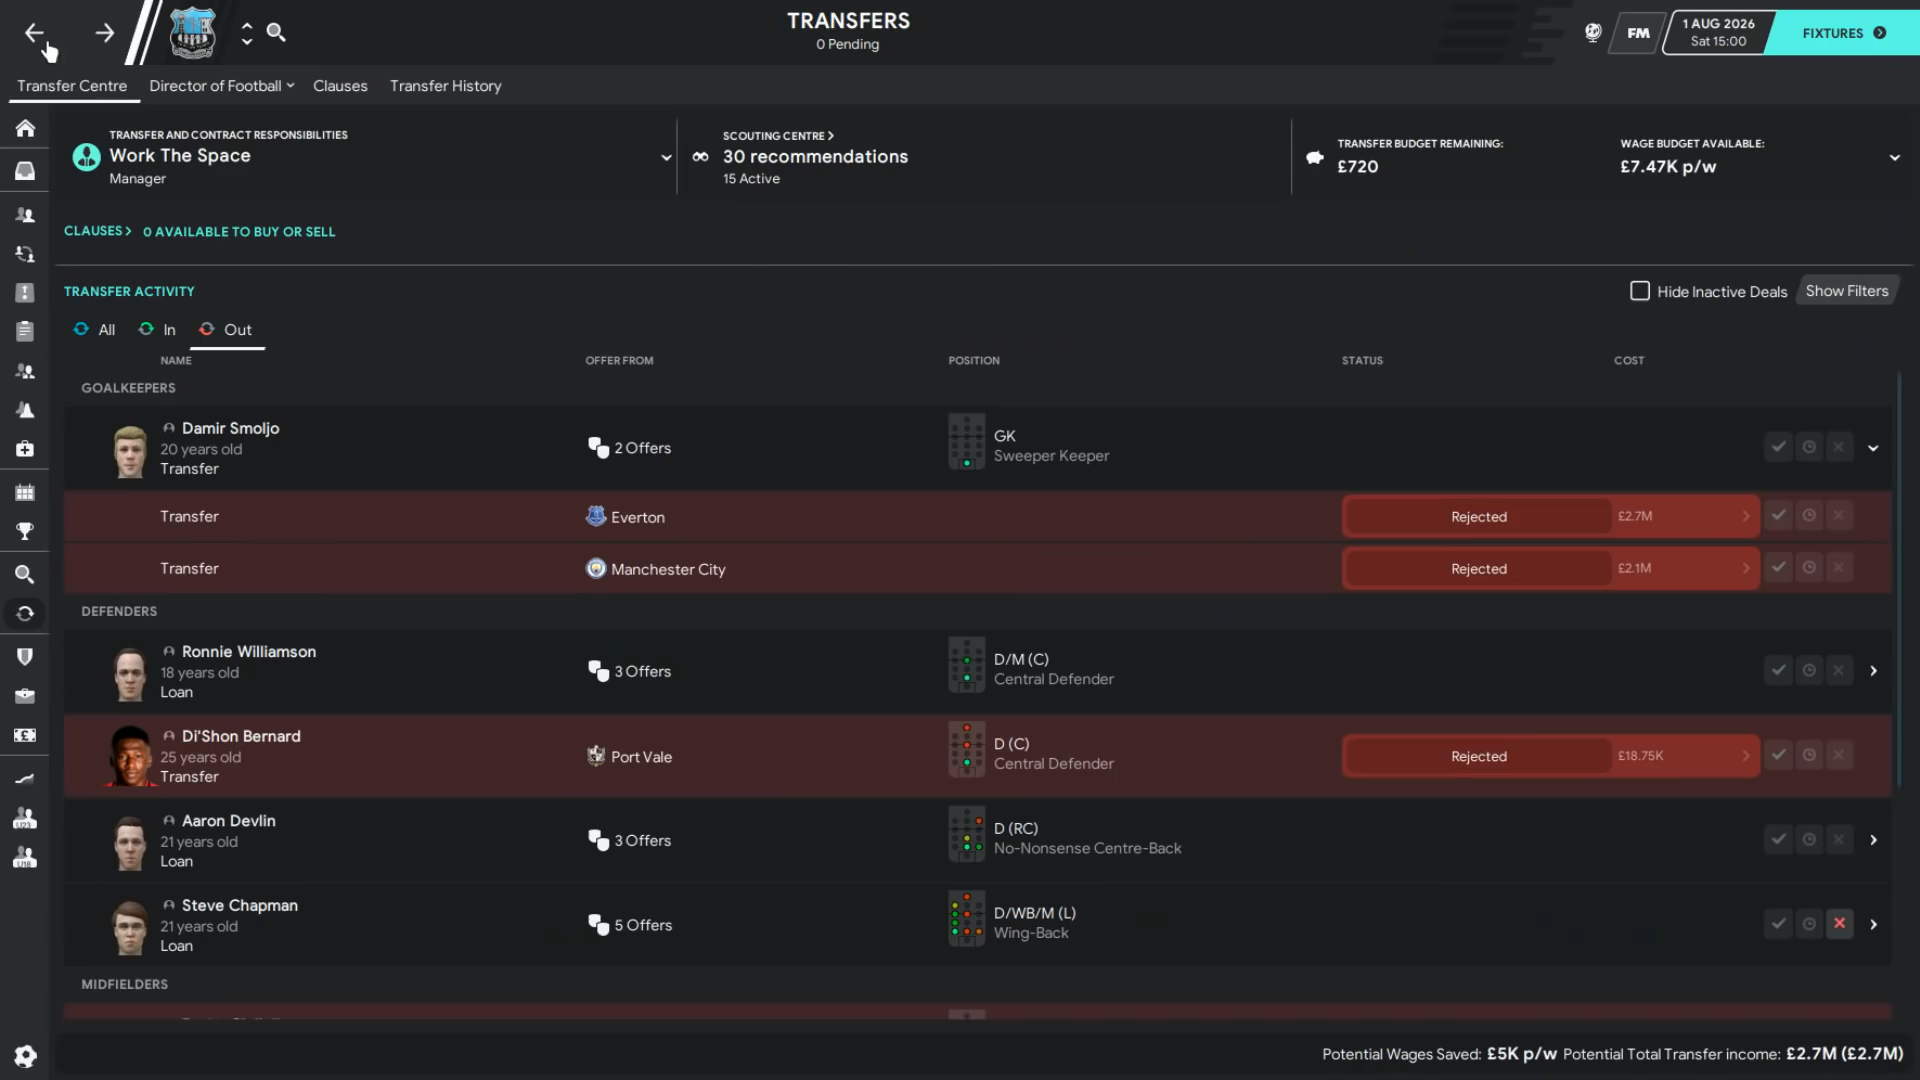 TRANSFERS
0 Pending
FM
1 AUG 2026
Sat 15:00
FIXTURES
Transfer Centre
Director of Football
Clauses
Transfer History
TRANSFER AND CONTRACT RESPONSIBILITIES
Work The Space
Manager
SCOUTING CENTRE
30 recommendations
15 Active
TRANSFER BUDGET REMAINING:
£720
WAGE BUDGET AVAILABLE:
£7.47K p/w
CLAUSES
0 AVAILABLE TO BUY OR SELL
TRANSFER ACTIVITY
Hide Inactive Deals
Show Filters
All
In
Out
NAME
OFFER FROM
POSITION
STATUS
COST
GOALKEEPERS
Damir Smoljo
20 years old
Transfer
2 Offers
GK
Sweeper Keeper
Transfer
Everton
Rejected
£2.7M
Transfer
Manchester City
Rejected
£2.1M
DEFENDERS
Ronnie Williamson
18 years old
Loan
3 Offers
D/M (C)
Central Defender
Di'Shon Bernard
25 years old
Transfer
Port Vale
D (C)
Central Defender
Rejected
£18.75K
Aaron Devlin
21 years old
Loan
3 Offers
D (RC)
No-Nonsense Centre-Back
Steve Chapman
21 years old
Loan
5 Offers
D/WB/M (L)
Wing-Back
MIDFIELDERS
U23
U18
Potential Wages Saved: £5K p/w Potential Total Transfer income: £2.7M (£2.7M)